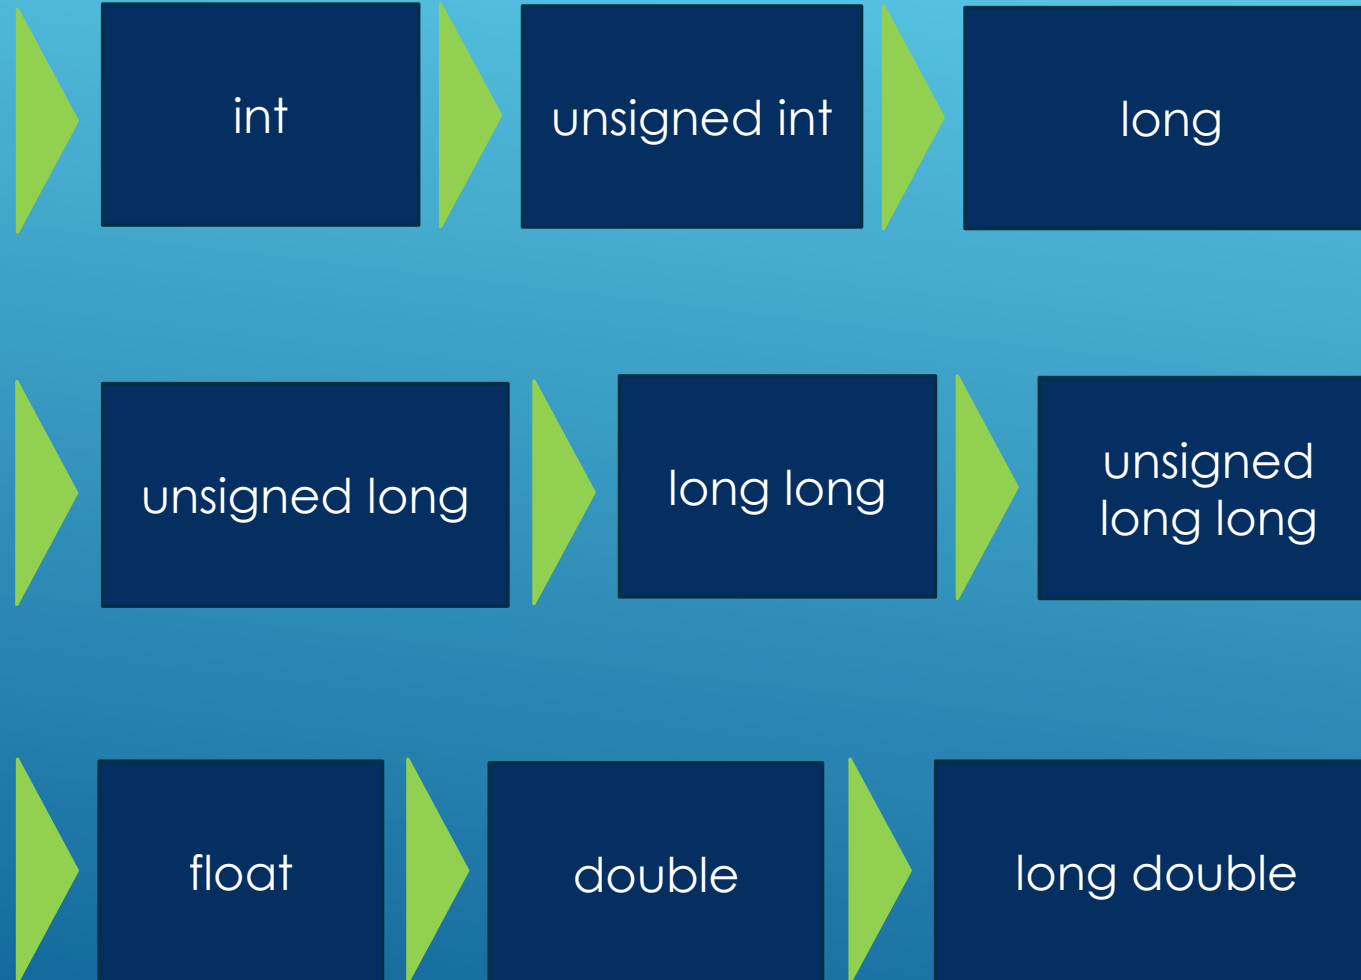 int
unsigned int
long
unsigned long
long long
unsigned
long long
float
double
long double